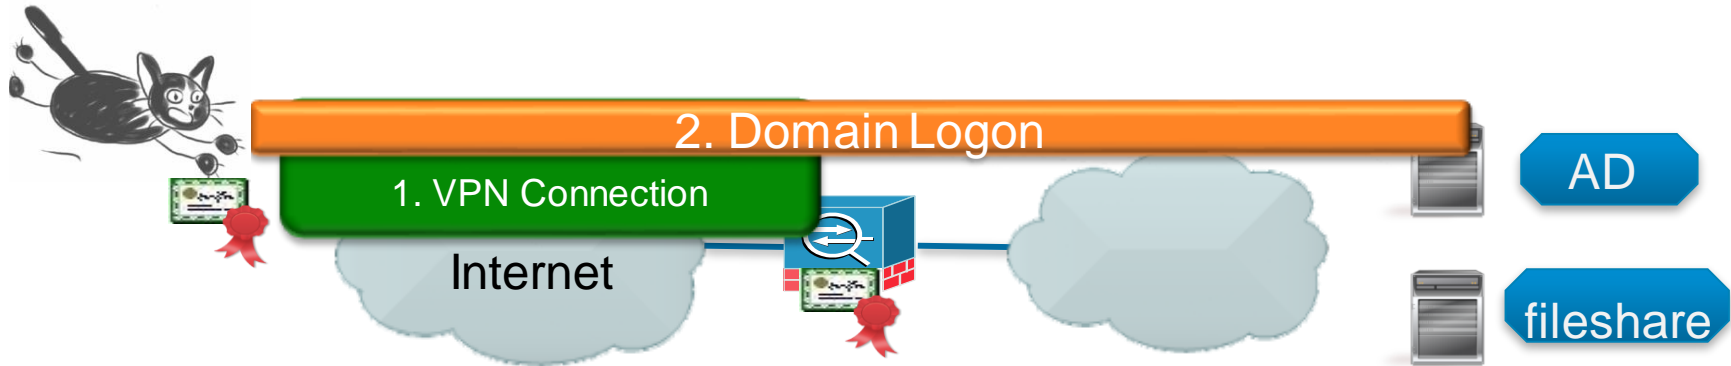 2. Domain Logon
1. VPN Connection
AD
Internet
fileshare